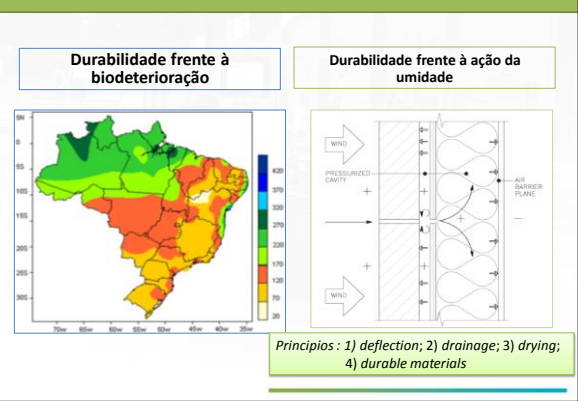 Durabilidade frente à
biodeterioração
Durabilidade frente à ação da
umidade
5N
0
5S
10S
15S
20S
25S
30S
70w 65w 60w 55w 50w 45w 40w 35w
420
370
320
270
220
170
120
70
20
WIND
PRESSURIZED
CAVITY
AIR
BARRIER
PLANE
WIND
Principios : 1) deflection; 2) drainage; 3) drying;
4) durable materials